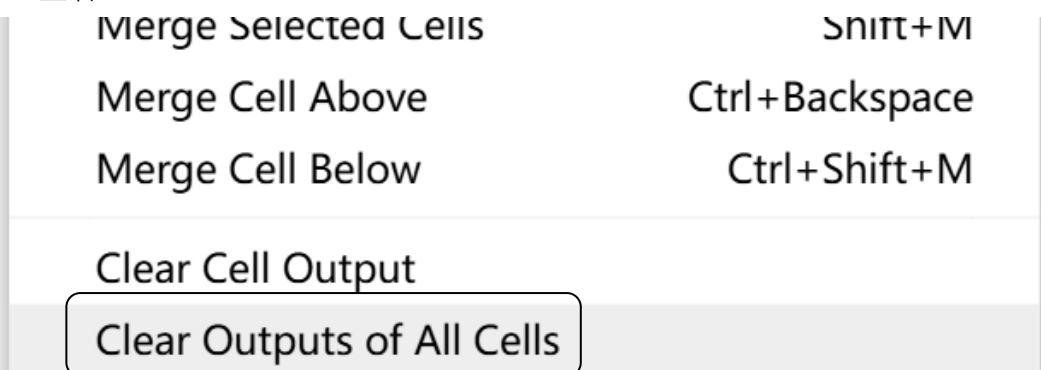 Merge Selected Cells Shift+M
Merge Cell Above Ctrl+Backspace
Merge Cell Below Ctrl+Shift+M
Clear Cell Output
Clear Outputs of All Cells